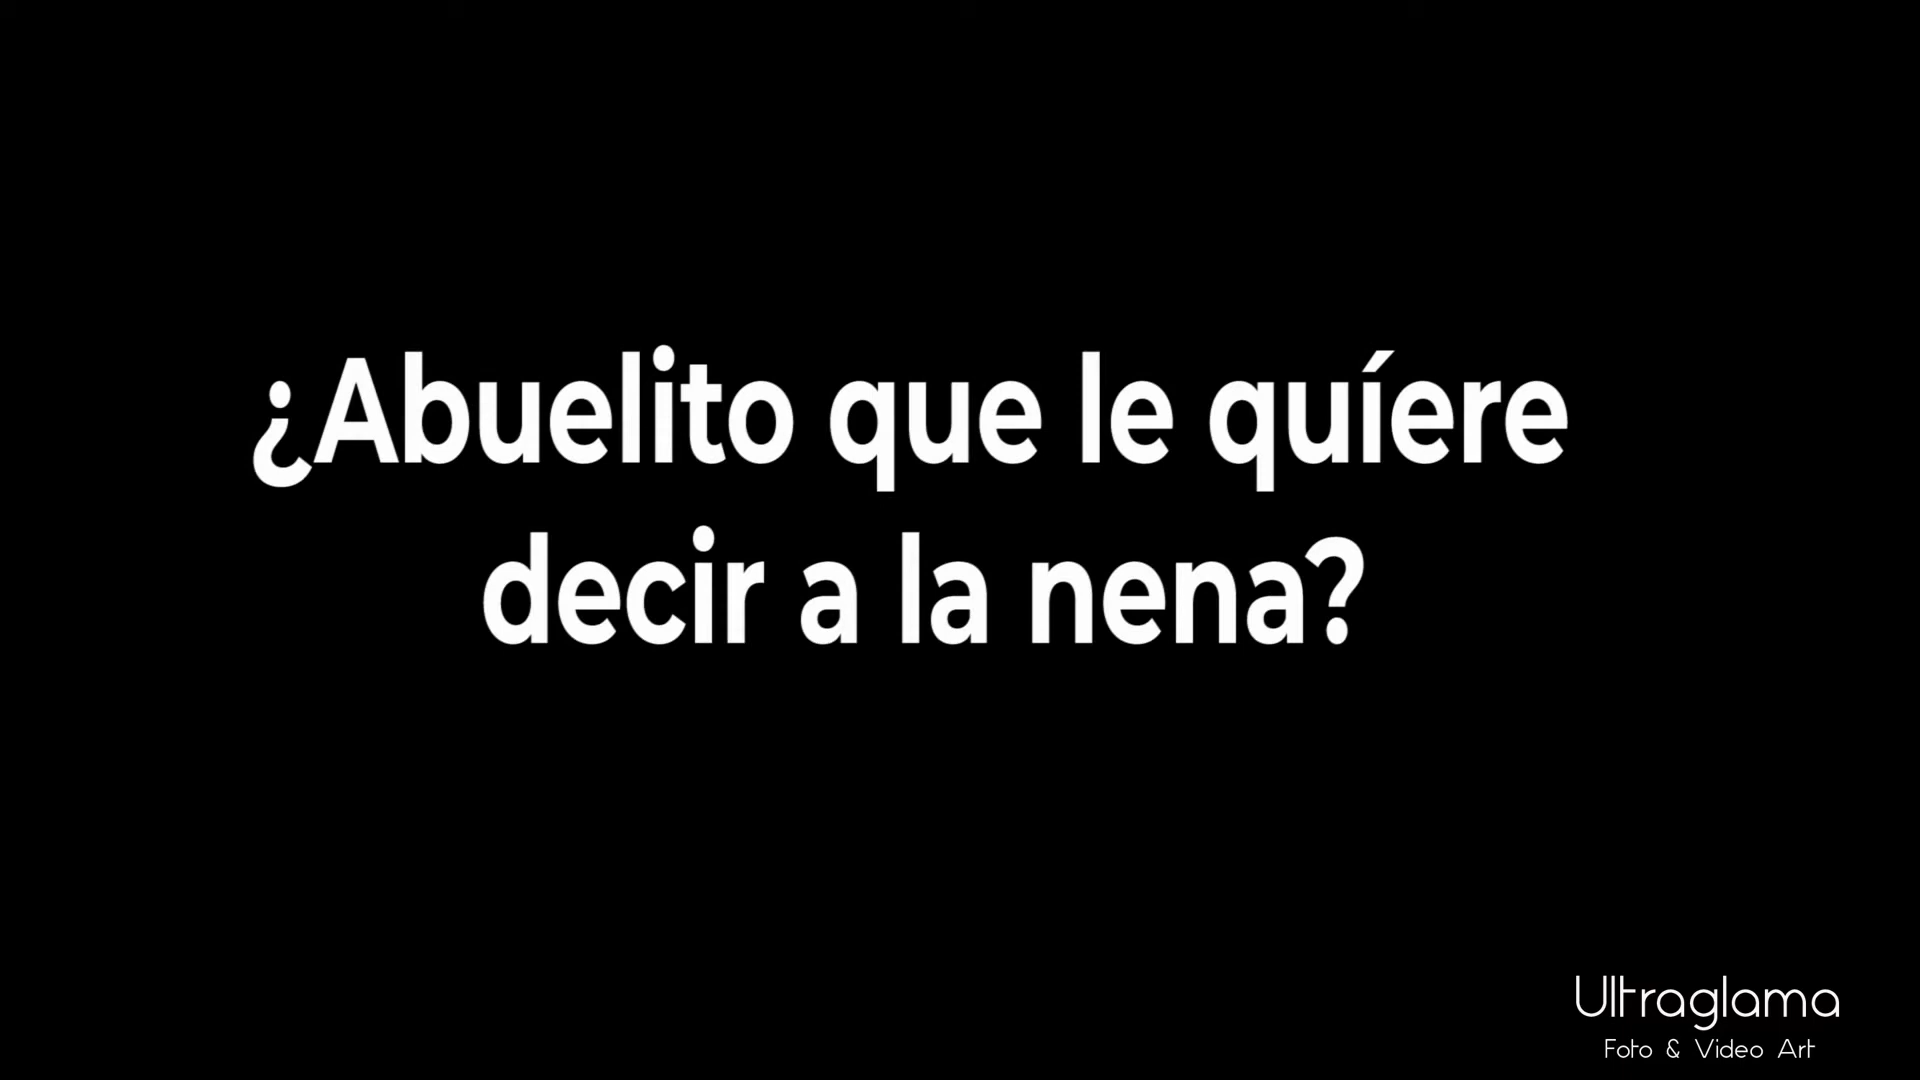 ¿Abuelito que le quíere
decir a la nena?
Ultraglama
Foto & Video Art